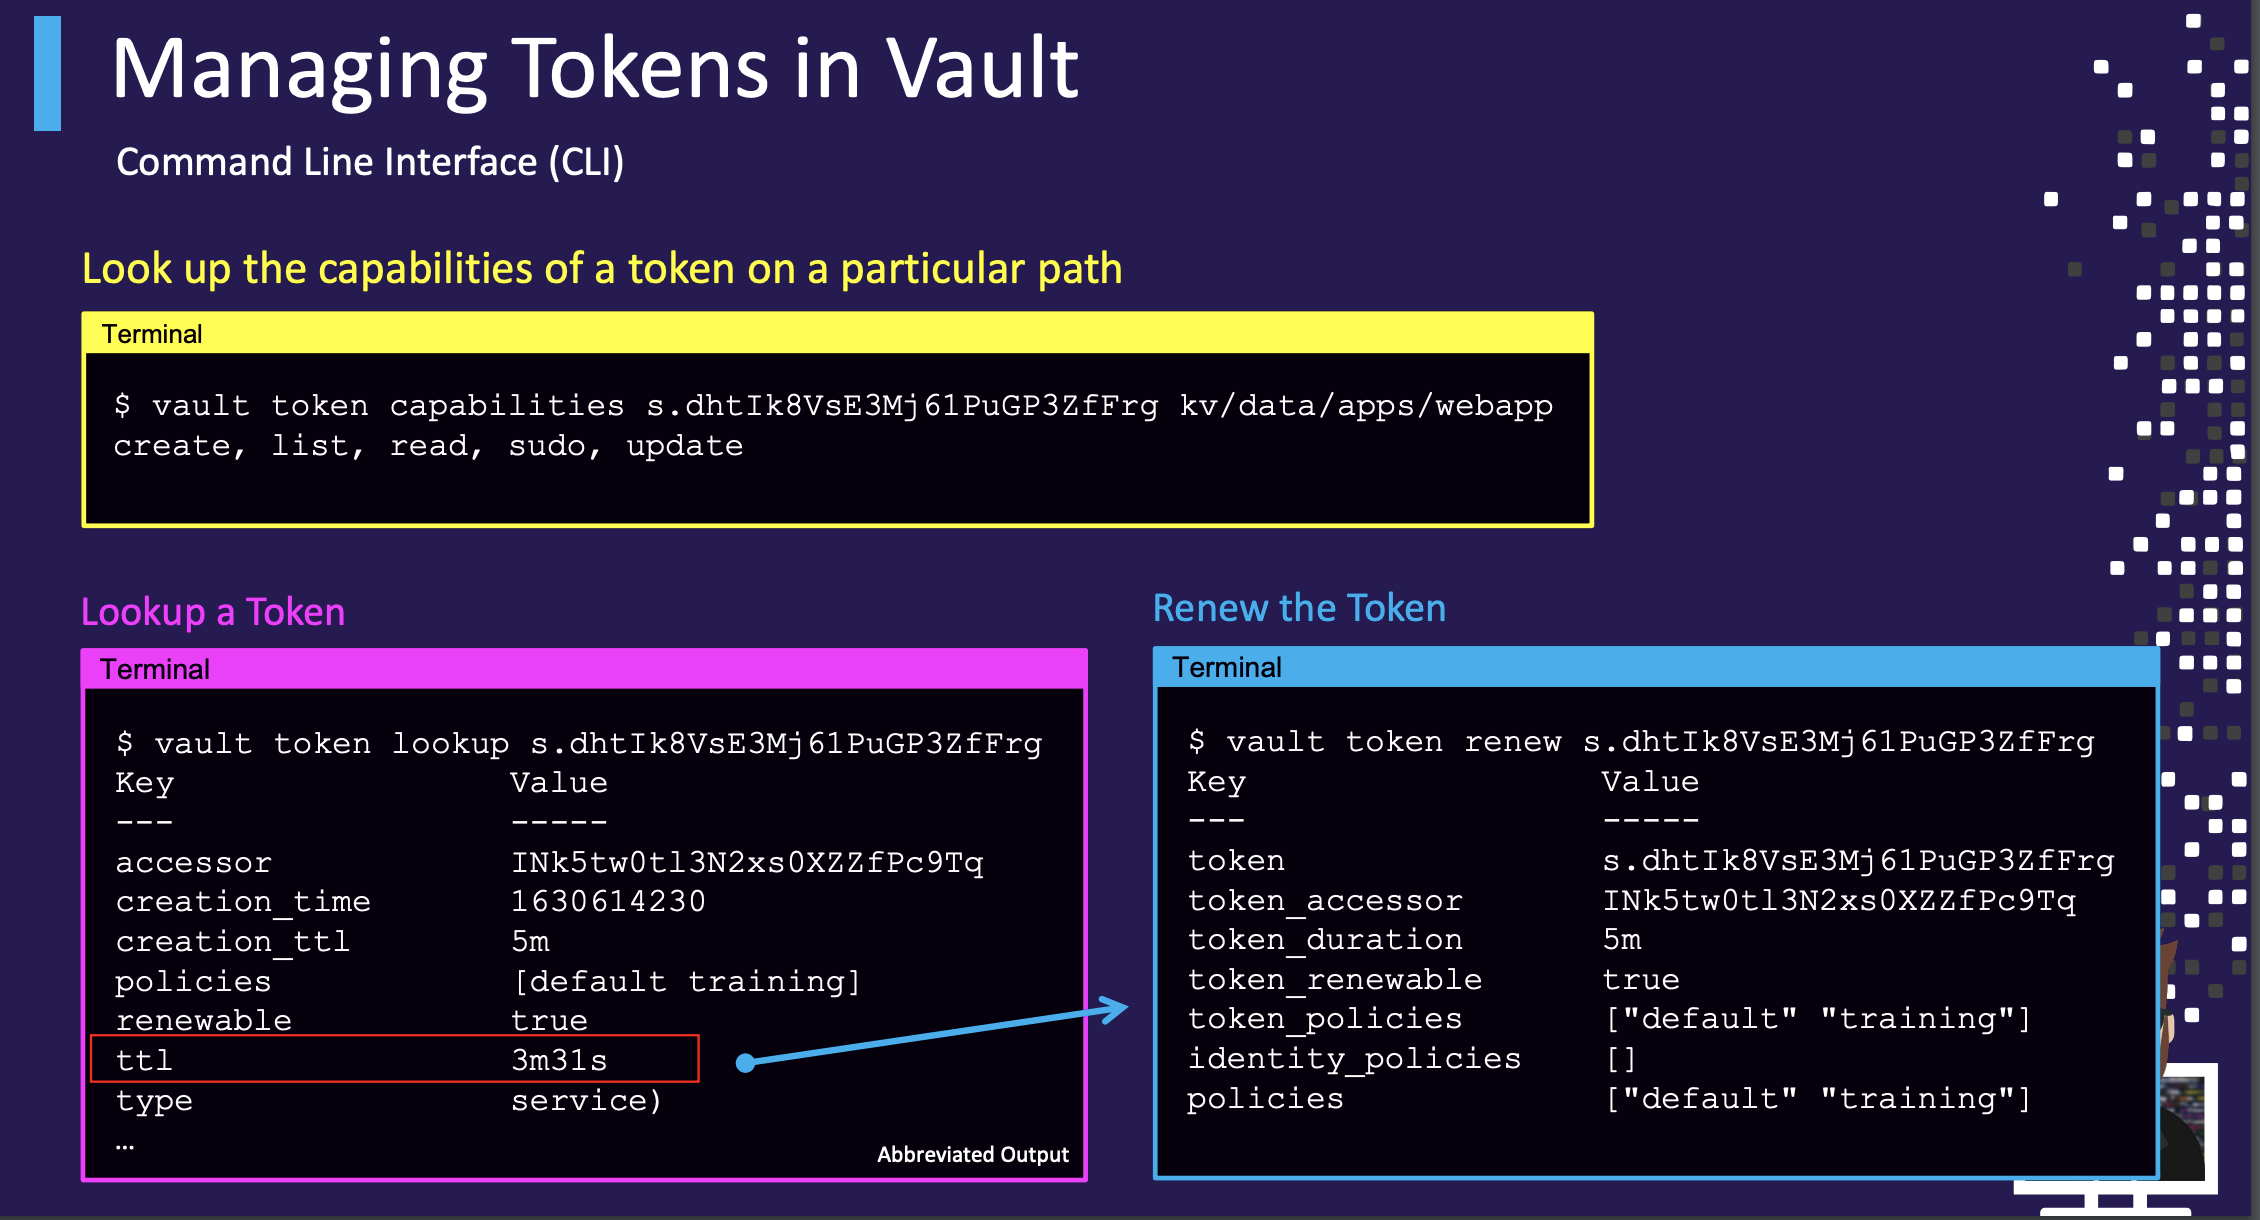 Managing Tokens in Vault
Command Line Interface (CLI)
Look up the capabilities of a token on a particular path
Terminal
$ vault token capabilities s.dhtIk8VsE3Mj61PuGP3ZfFrg kv/data/apps/webapp
create, list, read, sudo, update
Lookup a Token
Terminal
$ vault token lookup s.dhtIk8VsE3Mj61PuGP3ZfFrg
Key Value
--- -----
accessor INk5tw0tl3N2xs0XZZfPc9Tq
creation_time 1630614230
creation_ttl 5m
policies [default training]
renewable true
ttl 3m31s
type service)
…
Abbreviated Output
Renew the Token
Terminal
$ vault token renew s.dhtIk8VsE3Mj61PuGP3ZfFrg
Key Value
--- -----
token s.dhtIk8VsE3Mj61PuGP3ZfFrg
token_accessor INk5tw0tl3N2xs0XZZfPc9Tq
token_duration 5m
token_renewable true
token_policies ["default" "training"]
identity_policies []
policies ["default" "training"]